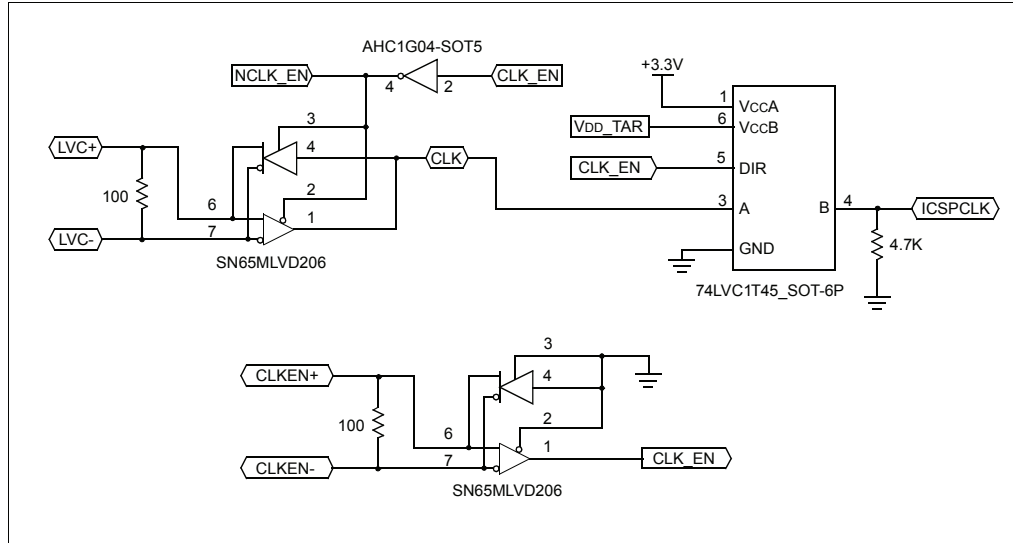 AHC1G04-SOT5
NCLK_EN
4
2
CLK_EN
+3.3V
1
VCCA
6
VCCB
VDD_TAR
3
LVC+
4
CLK
CLK_EN
5
DIR
100
2
6
1
3
A
B
4
ICSPCLK
LVC-
7
GND
4.7K
SN65MLVD206
74LVC1T45_SOT-6P
3
CLKEN+
4
100
2
6
1
CLKEN-
7
CLK_EN
SN65MLVD206